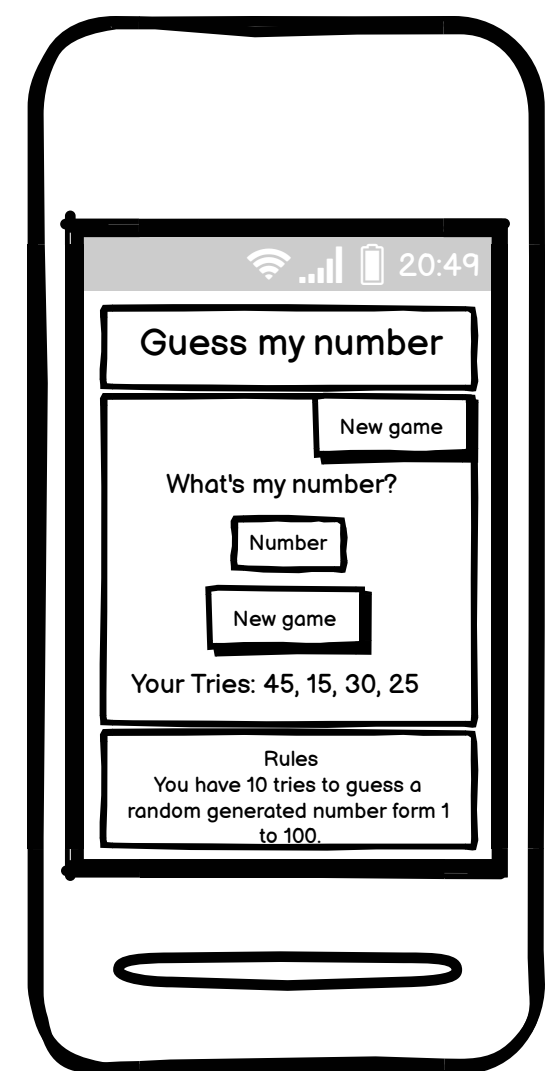 20:49
Guess my number
New game
What's my number?
Number
New game
Your Tries: 45, 15, 30, 25
Rules
You have 10 tries to guess a
random generated number form 1
to 100.